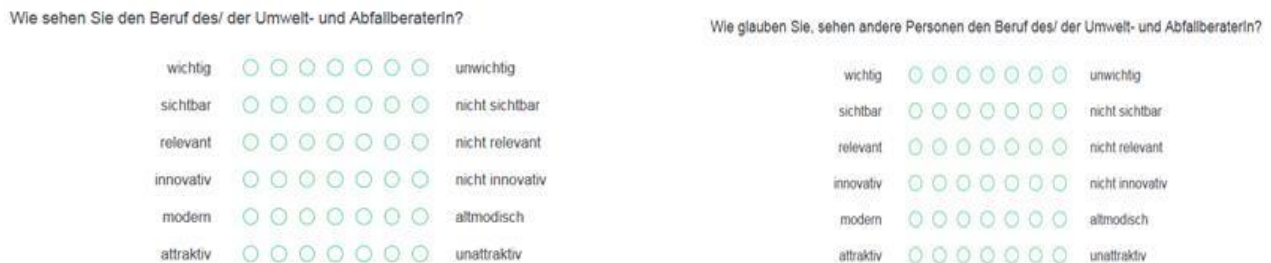 Wie sehen Sie den Beruf des/ der Umwelt- und AbfallberaterIn?
wichtig unwichtig
sichtbar nicht sichtbar
relevant nicht relevant
innovativ nicht innovativ
modern altmodisch
attraktiv unattraktiv
Wie glauben Sie, sehen andere Personen den Beruf des/ der Umwelt- und AbfallberaterIn?
wichtig unwichtig
sichtbar nicht sichtbar
relevant nicht relevant
innovativ nicht innovativ
modern altmodisch
attraktiv unattraktiv